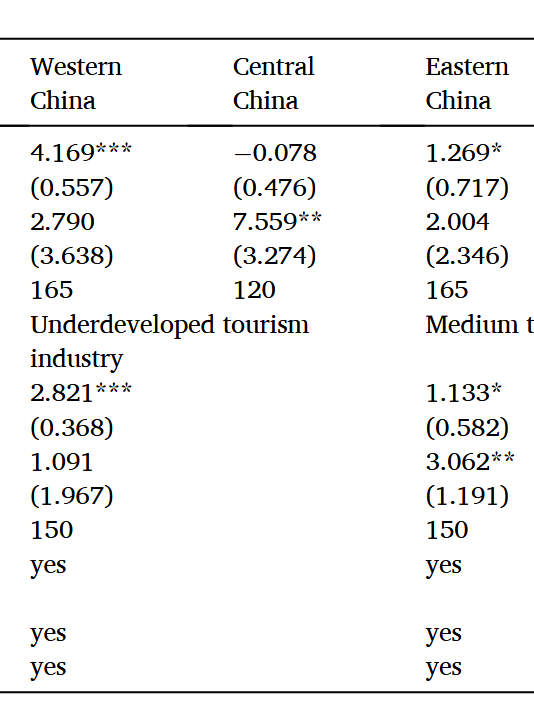 Western Central Eastern
China China China
4.169*** −0.078 1.269*
(0.557) (0.476) (0.717)
2.790 7.559** 2.004
(3.638) (3.274) (2.346)
165 120 165
Underdeveloped tourism Medium t
industry
2.821*** 1.133*
(0.368) (0.582)
1.091 3.062**
(1.967) (1.191)
150 150
yes yes
yes yes
yes yes